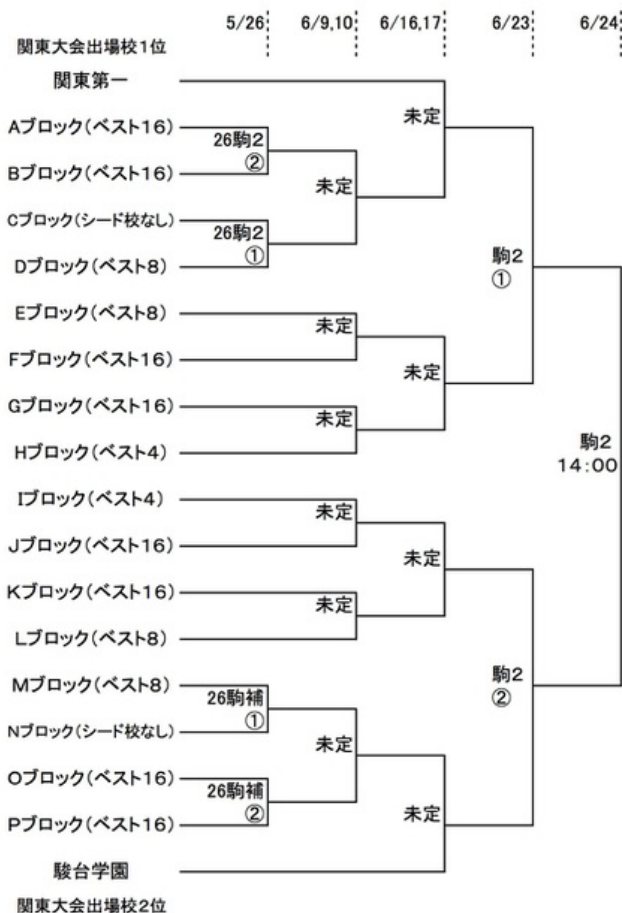 5/26 6/9,10 6/16,17 6/23 6/24
関東大会出場校1位
関東第一
未定
Aブロック(ベスト16)
26駒2
②
Bブロック(ベスト16)
未定
Cブロック(シード校なし)
26駒2
①
Dブロック(ベスト8)
駒2
①
Eブロック(ベスト8)
未定
Fブロック(ベスト16)
未定
Gブロック(ベスト16)
未定
Hブロック(ベスト4)
駒2
14:00
Iブロック(ベスト4)
未定
Jブロック(ベスト16)
未定
Kブロック(ベスト16)
未定
Lブロック(ベスト8)
駒2
②
Mブロック(ベスト8)
26駒補
①
Nブロック(シード校なし)
未定
Oブロック(ベスト16)
26駒補
②
Pブロック(ベスト16)
未定
駿台学園
関東大会出場校2位